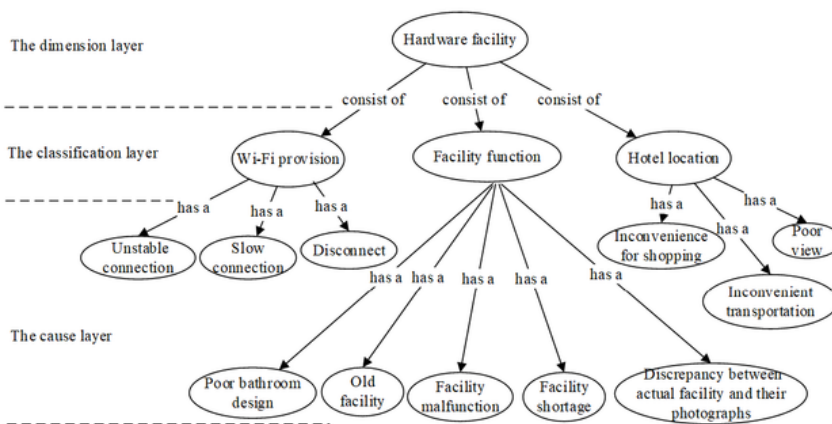 The dimension layer
Hardware facility
consist of
consist of
consist of
The classification layer
Wi-Fi provision
Facility function
Hotel location
has a
has a
has a
has a
has a
has a
Unstable
connection
Slow
connection
Disconnect
Inconvenience
for shopping
Poor
view
has a
has a
has a
has a
has a
Inconvenient
transportation
The cause layer
Poor bathroom
design
Old
facility
Facility
malfunction
Facility
shortage
Discrepancy between
actual facility and their
photographs